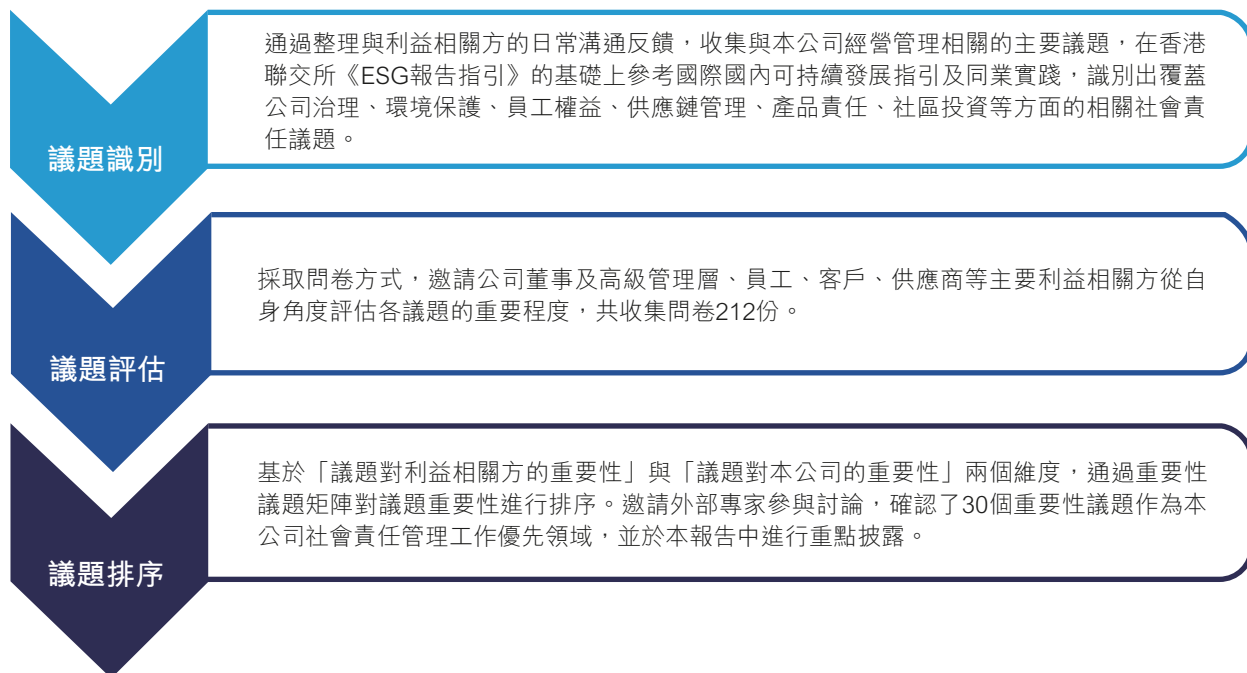 通過整理與利益相關方的日常溝通反饋，收集與本公司經營管理相關的主要議題，在香港
聯交所《ESG報告指引》的基礎上參考國際國內可持續發展指引及同業實踐，識別出覆蓋
公司治理、環境保護、員工權益、供應鏈管理、產品責任、社區投資等方面的相關社會責
任議題。
議題識別
採取問卷方式，邀請公司董事及高級管理層、員工、客戶、供應商等主要利益相關方從自
身角度評估各議題的重要程度，共收集問卷212份。
議題評估
基於「議題對利益相關方的重要性」與「議題對本公司的重要性」兩個維度，通過重要性
議題矩陣對議題重要性進行排序。邀請外部專家參與討論，確認了30個重要性議題作為本
公司社會責任管理工作優先領域，並於本報告中進行重點披露。
議題排序